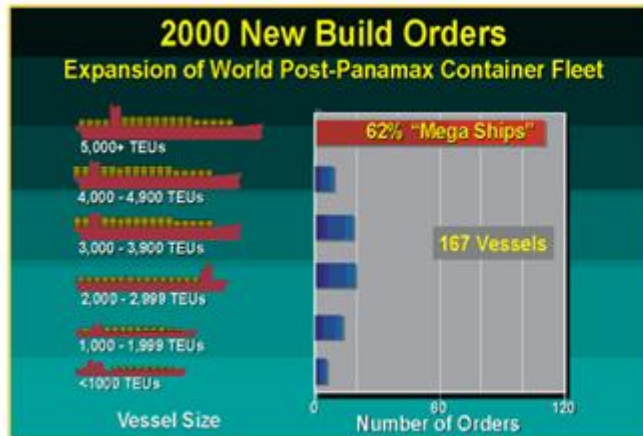 2000 New Build Orders
Expansion of World Post-Panamax Container Fleet
62% "Mega Ships"
5,000+ TEUs
4,000 - 4,900 TEUs
3,000 - 3,900 TEUs
167 Vessels
2,000 - 2,999 TEUs
1,000 - 1,999 TEUs
<1000 TEUs
0 60 120
Vessel Size
Number of Orders